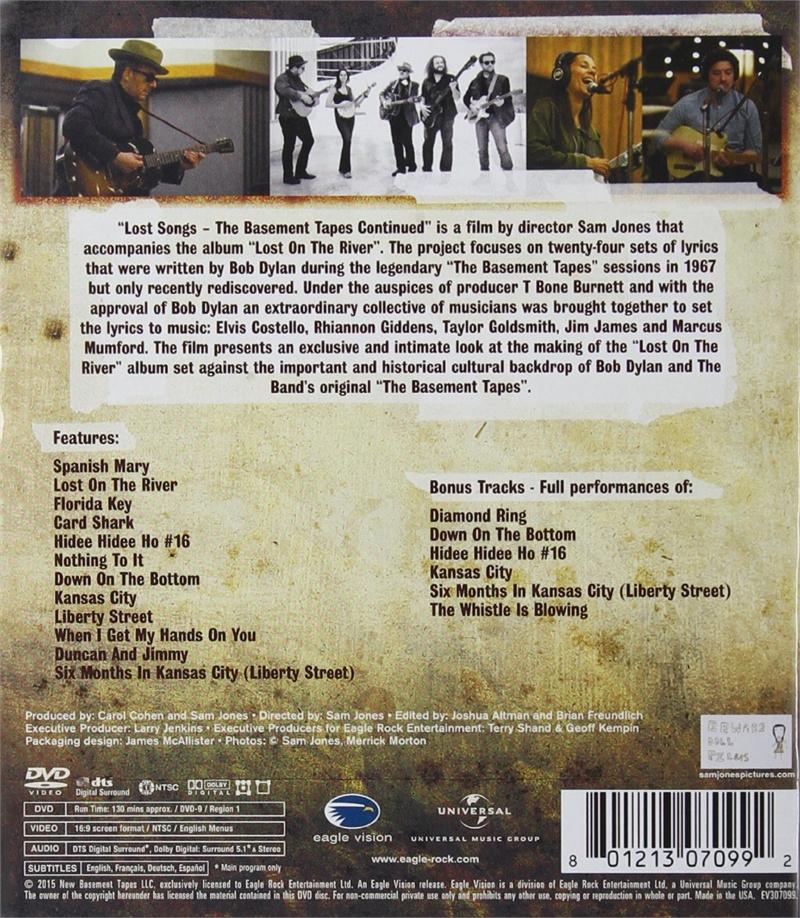 “Lost Songs – The Basement Tapes Continued” is a film by director Sam Jones that
accompanies the album “Lost On The River”. The project focuses on twenty-four sets of lyrics
that were written by Bob Dylan during the legendary “The Basement Tapes” sessions in 1967
but only recently rediscovered. Under the auspices of producer T Bone Burnett and with the
approval of Bob Dylan an extraordinary collective of musicians was brought together to set
the lyrics to music: Elvis Costello, Rhiannon Giddens, Taylor Goldsmith, Jim James and Marcus
Mumford. The film presents an exclusive and intimate look at the making of the “Lost On The
River” album set against the important and historical cultural backdrop of Bob Dylan and The
Band’s original “The Basement Tapes”.
Features:
Spanish Mary
Lost On The River
Florida Key
Card Shark
Hidee Hidee Ho #16
Nothing To It
Down On The Bottom
Kansas City
Liberty Street
When I Get My Hands On You
Duncan And Jimmy
Six Months In Kansas City (Liberty Street)
Bonus Tracks - Full performances of:
Diamond Ring
Down On The Bottom
Hidee Hidee Ho #16
Kansas City
Six Months In Kansas City (Liberty Street)
The Whistle Is Blowing
Produced by: Carol Cohen and Sam Jones • Directed by: Sam Jones • Edited by: Joshua Altman and Brian Freundlich
Executive Producer: Larry Jenkins • Executive Producers for Eagle Rock Entertainment: Terry Shand & Geoff Kempin
Packaging design: James McAllister • Photos: © Sam Jones, Merrick Morton
samjonespictures.com
DVD VIDEO
dts Digital Surround
NTSC
DOLBY DIGITAL
DVD Run Time: 130 mins approx. / DVD-9 / Region 1
VIDEO 16:9 screen format / NTSC / English Menus
AUDIO DTS Digital Surround*, Dolby Digital: Surround 5.1* & Stereo
SUBTITLES English, Français, Deutsch, Español * Main program only
eagle vision
UNIVERSAL
UNIVERSAL MUSIC GROUP
www.eagle-rock.com
8 01213 07099 2
© 2015 New Basement Tapes LLC. exclusively licensed to Eagle Rock Entertainment Ltd. An Eagle Vision release. Eagle Vision is a division of Eagle Rock Entertainment Ltd, a Universal Music Group company.
The owner of the copyright hereunder has licensed the material contained in this DVD disc. For non-commercial private use only and prohibits any other use, copying or reproduction in whole or part. Made in the USA. EV307099